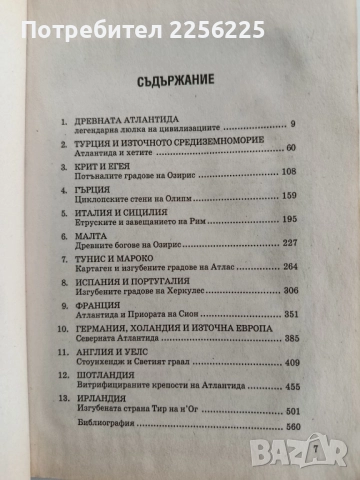 Потребител 2256225
СЪДЪРЖАНИЕ
1. ДРЕВНАТА АТЛАНТИДА
легендарна люлка на цивилизациите 9
2. ТУРЦИЯ И ИЗТОЧНОТО СРЕДИЗЕМНОМОРИЕ
Атлантида и хетите 60
3. КРИТ И ЕГЕЯ
Потъналите градове на Озирис 108
4. ГЪРЦИЯ
Циклопските стени на Олимп 159
5. ИТАЛИЯ И СИЦИЛИЯ
Етруските и завещанието на Рим 195
6. МАЛТА
Древните богове на Озирис 227
7. ТУНИС И МАРОКО
Картаген и изгубените градове на Атлас 264
8. ИСПАНИЯ И ПОРТУГАЛИЯ
Изгубените градове на Херкулес 306
9. ФРАНЦИЯ
Атлантида и Приората на Сион 351
10. ГЕРМАНИЯ, ХОЛАНДИЯ И ИЗТОЧНА ЕВРОПА
Северната Атлантида 385
11. АНГЛИЯ И УЕЛС
Стоунхендж и Светият граал 409
12. ШОТЛАНДИЯ
Витрифицираните крепости на Атлантида 455
13. ИРЛАНДИЯ
Изгубената страна Тир на н'Ог 501
Библиография 560
7
bazar